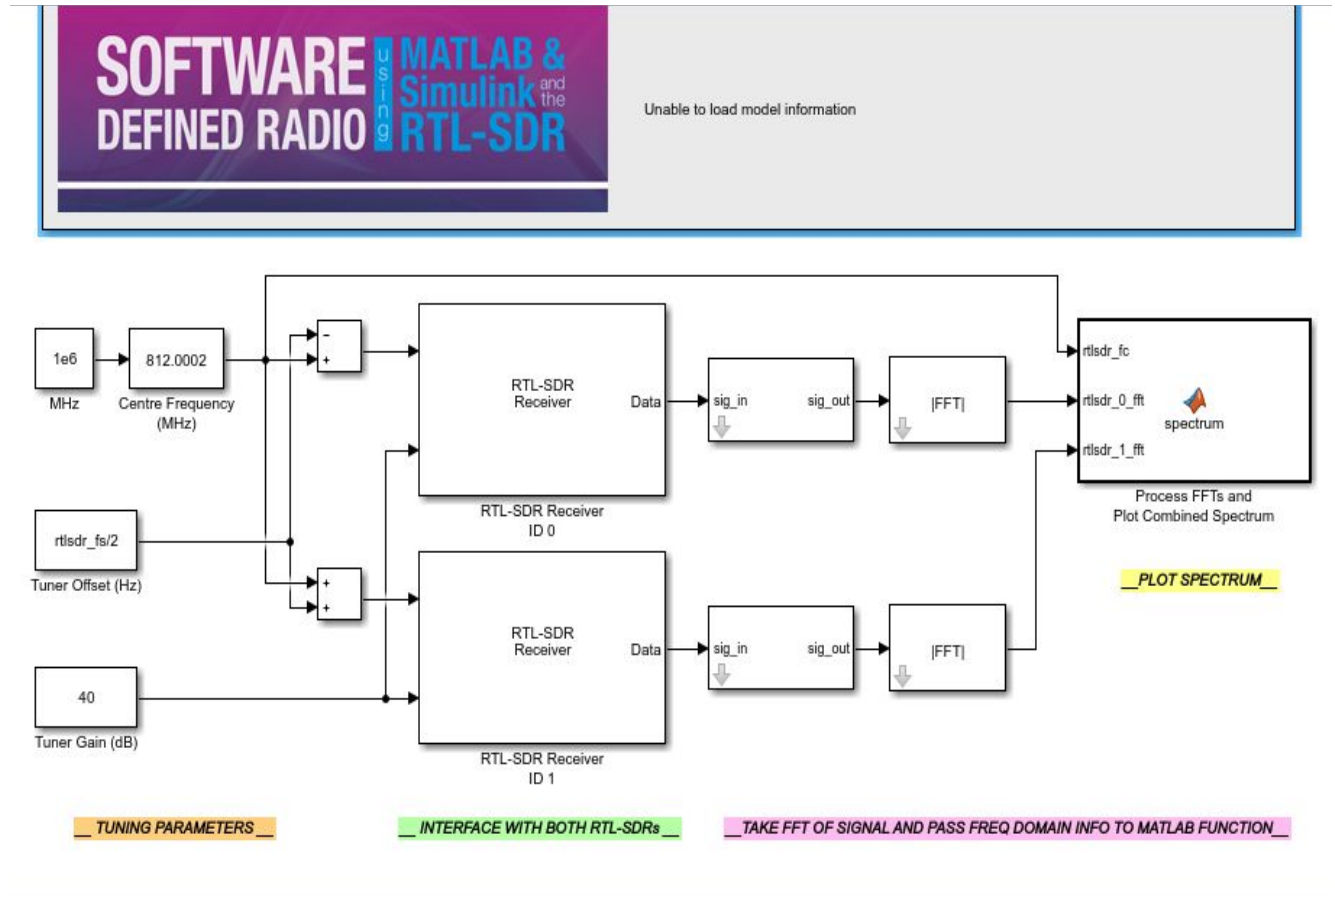 SOFTWARE
DEFINED RADIO
using
MATLAB &
Simulink and the
RTL-SDR
Unable to load model information
1e6
MHz
812.0002
Centre Frequency
(MHz)
−
+
RTL-SDR
Receiver
Data
RTL-SDR Receiver
ID 0
sig_in
sig_out
|FFT|
rtlsdr_fc
rtlsdr_0_fft
rtlsdr_1_fft
spectrum
Process FFTs and
Plot Combined Spectrum
__PLOT SPECTRUM__
rtlsdr_fs/2
Tuner Offset (Hz)
+
+
RTL-SDR
Receiver
Data
RTL-SDR Receiver
ID 1
sig_in
sig_out
|FFT|
40
Tuner Gain (dB)
__ TUNING PARAMETERS __
__ INTERFACE WITH BOTH RTL-SDRs __
__TAKE FFT OF SIGNAL AND PASS FREQ DOMAIN INFO TO MATLAB FUNCTION__